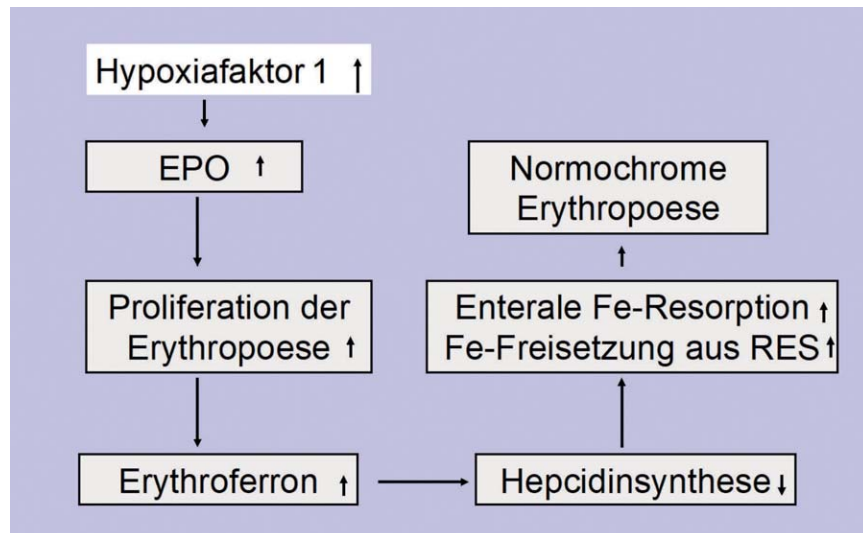 Hypoxiafaktor 1 ↑
EPO ↑
Proliferation der
Erythropoese ↑
Erythroferron ↑
Hepcidinsynthese ↓
Enterale Fe-Resorption ↑
Fe-Freisetzung aus RES ↑
Normochrome
Erythropoese